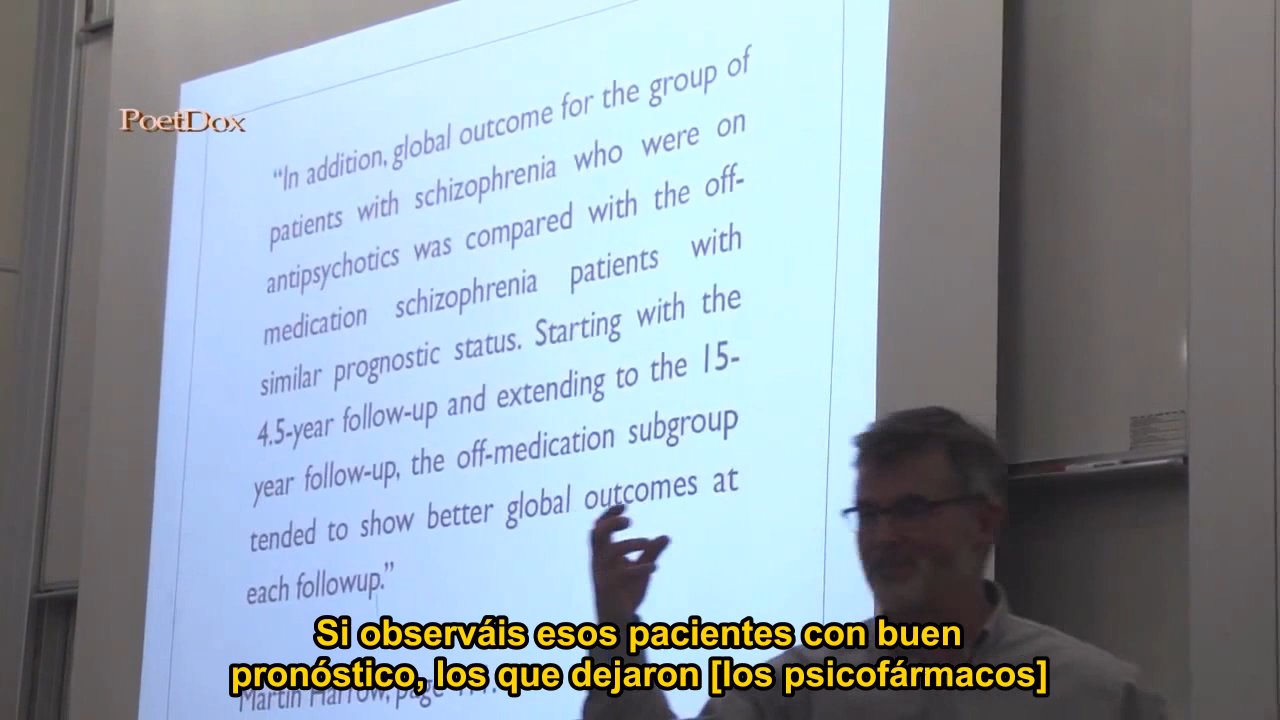 PoetDox
“In addition, global outcome for the group of
patients with schizophrenia who were on
antipsychotics was compared with the off-
medication schizophrenia patients with
similar prognostic status. Starting with the
4.5-year follow-up and extending to the 15-
year follow-up, the off-medication subgroup
tended to show better global outcomes at
each followup.”
Martin Harrow, page
Si observáis esos pacientes con buen
pronóstico, los que dejaron [los psicofármacos]